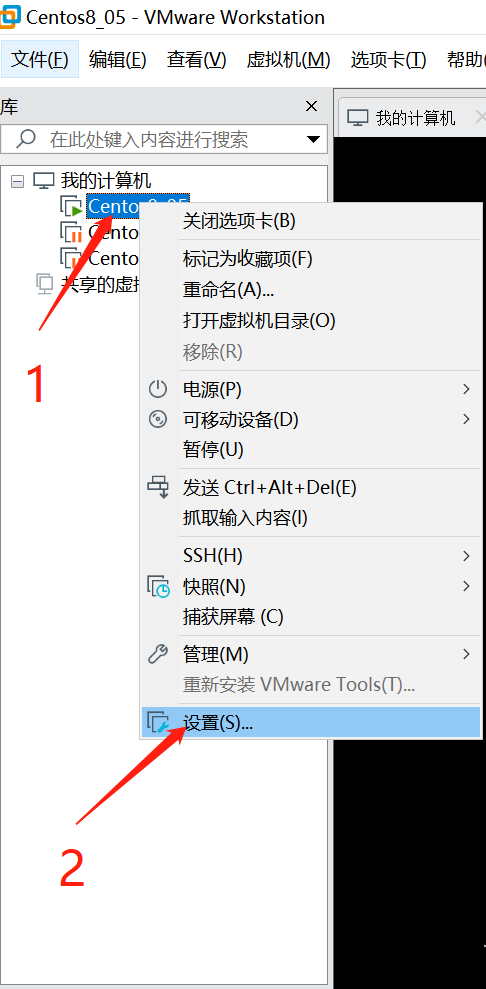 Centos8_05 - VMware Workstation
文件(F) 编辑(E) 查看(V) 虚拟机(M) 选项卡(T) 帮助
库
我的计算机
在此处键入内容进行搜索
我的计算机
Centos8_05
Cento
Cento
共享的虚拟
关闭选项卡(B)
标记为收藏项(F)
重命名(A)...
打开虚拟机目录(O)
移除(R)
电源(P)
可移动设备(D)
暂停(U)
发送 Ctrl+Alt+Del(E)
抓取输入内容(I)
SSH(H)
快照(N)
捕获屏幕 (C)
管理(M)
重新安装 VMware Tools(T)...
设置(S)...
1
2